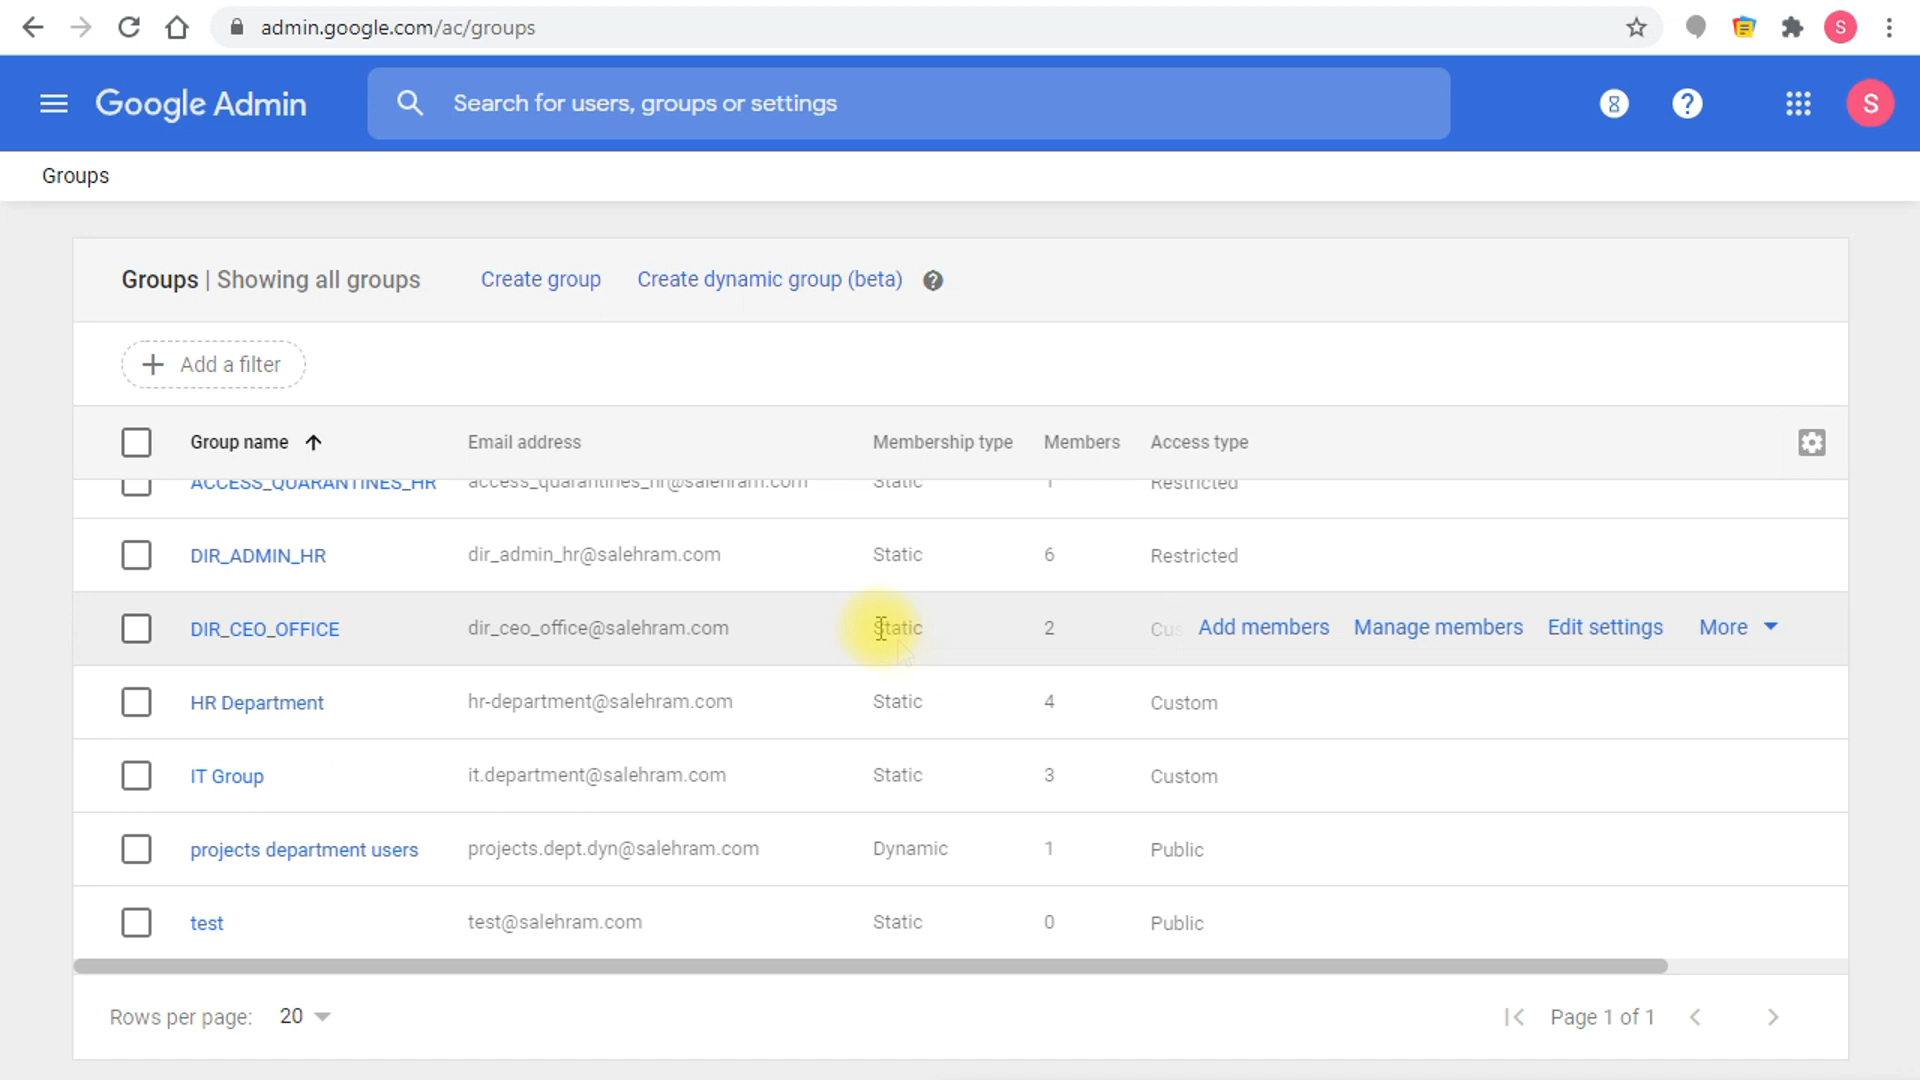 admin.google.com/ac/groups
S
Google Admin
Search for users, groups or settings
S
Groups
Groups | Showing all groups
Create group
Create dynamic group (beta)
Add a filter
Group name Email address Membership type Members Access type
ACCESS_QUARANTINES_HR access_quarantines_hr@salehram.com Static 1 Restricted
DIR_ADMIN_HR dir_admin_hr@salehram.com Static 6 Restricted
DIR_CEO_OFFICE dir_ceo_office@salehram.com Static 2 Cus Add members Manage members Edit settings More
HR Department hr-department@salehram.com Static 4 Custom
IT Group it.department@salehram.com Static 3 Custom
projects department users projects.dept.dyn@salehram.com Dynamic 1 Public
test test@salehram.com Static 0 Public
Rows per page: 20 Page 1 of 1